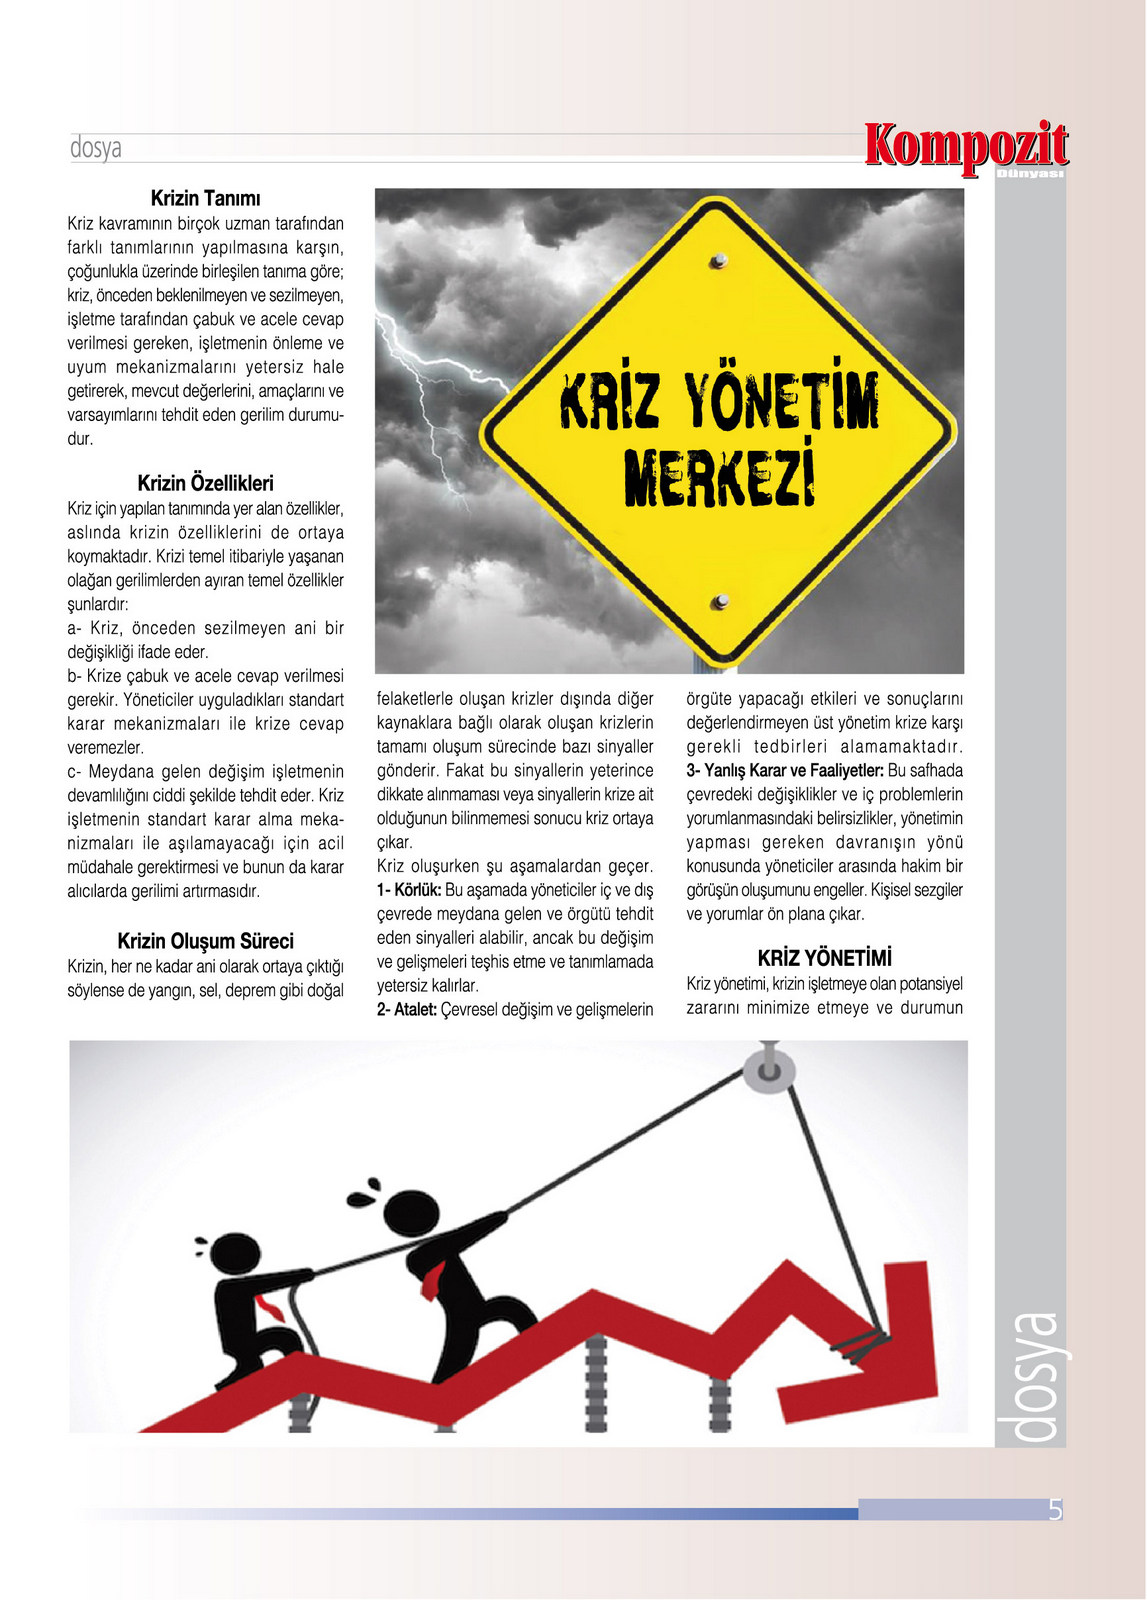 dosya
Kompozit
Dünyası
Krizin Tanımı
Kriz kavramının birçok uzman tarafından
farklı tanımlarının yapılmasına karşın,
çoğunlukla üzerinde birleşilen tanıma göre;
kriz, önceden beklenilmeyen ve sezilmeyen,
işletme tarafından çabuk ve acele cevap
verilmesi gereken, işletmenin önleme ve
uyum mekanizmalarını yetersiz hale
getirerek, mevcut değerlerini, amaçlarını ve
varsayımlarını tehdit eden gerilim durumu-
dur.
Krizin Özellikleri
Kriz için yapılan tanımında yer alan özellikler,
aslında krizin özelliklerini de ortaya
koymaktadır. Krizi temel itibariyle yaşanan
olağan gerilimlerden ayıran temel özellikler
şunlardır:
a- Kriz, önceden sezilmeyen ani bir
değişikliği ifade eder.
b- Krize çabuk ve acele cevap verilmesi
gerekir. Yöneticiler uyguladıkları standart
karar mekanizmaları ile krize cevap
veremezler.
c- Meydana gelen değişim işletmenin
devamlılığını ciddi şekilde tehdit eder. Kriz
işletmenin standart karar alma meka-
nizmaları ile aşılamayacağı için acil
müdahale gerektirmesi ve bunun da karar
alıcılarda gerilimi artırmasıdır.
Krizin Oluşum Süreci
Krizin, her ne kadar ani olarak ortaya çıktığı
söylense de yangın, sel, deprem gibi doğal
KRİZ YÖNETİM
MERKEZİ
felaketlerle oluşan krizler dışında diğer
kaynaklara bağlı olarak oluşan krizlerin
tamamı oluşum sürecinde bazı sinyaller
gönderir. Fakat bu sinyallerin yeterince
dikkate alınmaması veya sinyallerin krize ait
olduğunun bilinmemesi sonucu kriz ortaya
çıkar.
Kriz oluşurken şu aşamalardan geçer.
1- Körlük: Bu aşamada yöneticiler iç ve dış
çevrede meydana gelen ve örgütü tehdit
eden sinyalleri alabilir, ancak bu değişim
ve gelişmeleri teşhis etme ve tanımlamada
yetersiz kalırlar.
2- Atalet: Çevresel değişim ve gelişmelerin
örgüte yapacağı etkileri ve sonuçlarını
değerlendirmeyen üst yönetim krize karşı
gerekli tedbirleri alamamaktadır.
3- Yanlış Karar ve Faaliyetler: Bu safhada
çevredeki değişiklikler ve iç problemlerin
yorumlanmasındaki belirsizlikler, yönetimin
yapması gereken davranışın yönü
konusunda yöneticiler arasında hakim bir
görüşün oluşumunu engeller. Kişisel sezgiler
ve yorumlar ön plana çıkar.
KRİZ YÖNETİMİ
Kriz yönetimi, krizin işletmeye olan potansiyel
zararını minimize etmeye ve durumun
dosya
5